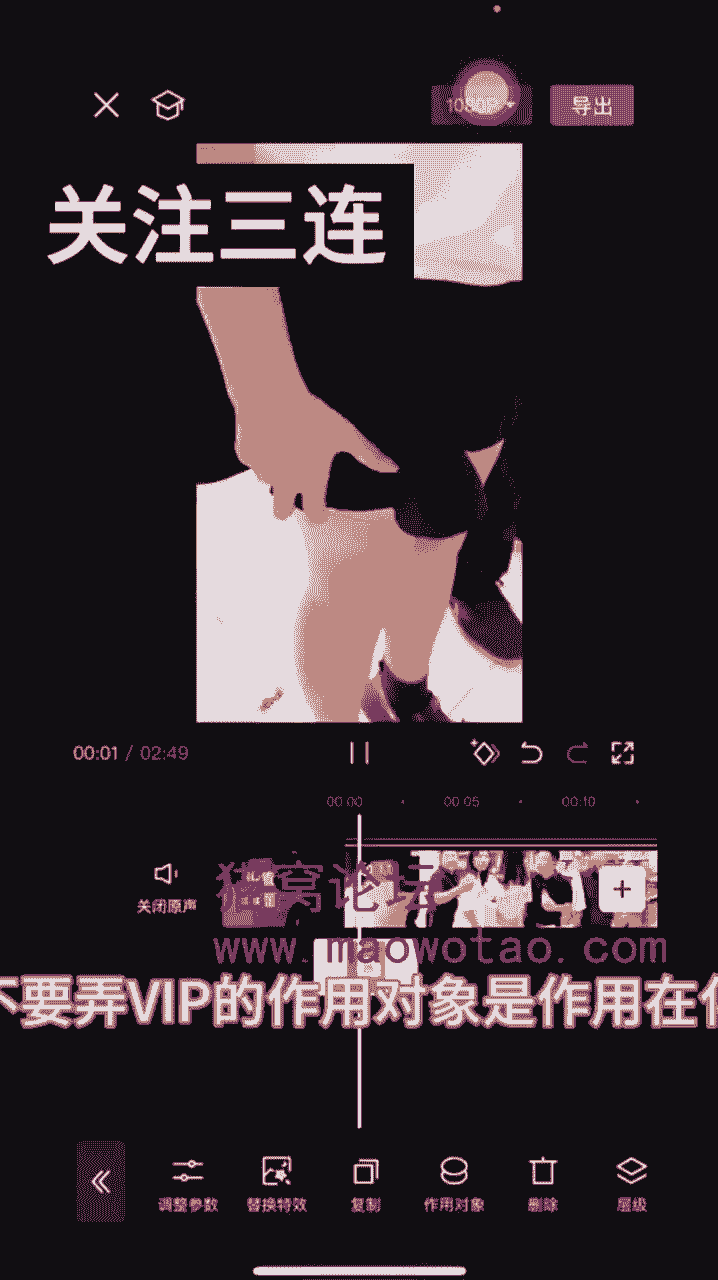 1080P
导出
关注三连
00:01 / 02:49
00:00
00:05
00:10
关闭原声
猫窝论坛
www.maowotao.com
不要弄VIP的作用对象是作用在什
调整参数
替换特效
复制
作用对象
删除
层级